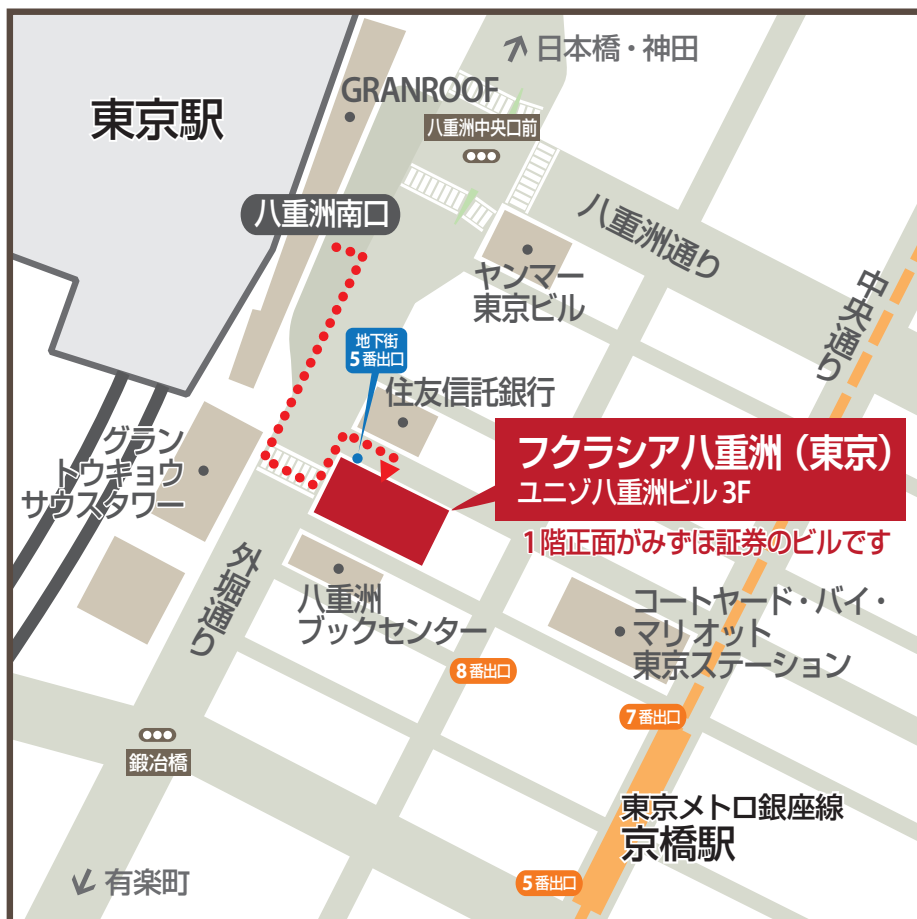 日本橋・神田
東京駅
GRANROOF
八重洲中央口前
八重洲南口
八重洲通り
ヤンマー
東京ビル
中央通り
地下街
5番出口
住友信託銀行
グラン
トウキョウ
サウスタワー
フクラシア八重洲（東京）
ユニゾ八重洲ビル 3F
1階正面がみずほ証券のビルです
外堀通り
八重洲
ブックセンター
コートヤード・バイ・
マリオット
東京ステーション
8番出口
7番出口
鍛冶橋
東京メトロ銀座線
京橋駅
有楽町
5番出口